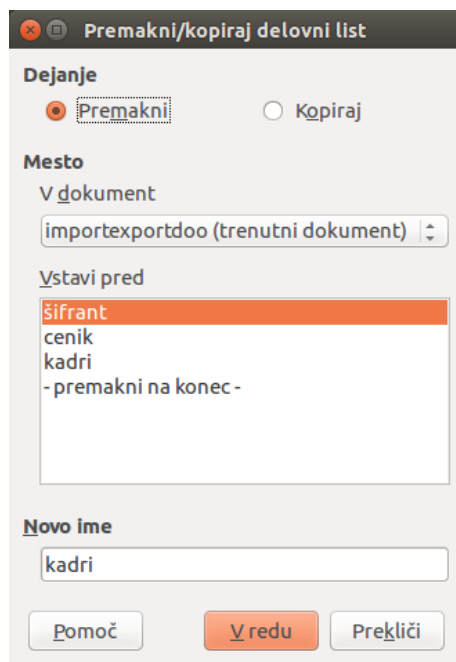 Premakni/kopiraj delovni list
Dejanje
Premakni
Kopiraj
Mesto
V dokument
importexportdoo (trenutni dokument)
Vstavi pred
šifrant
cenik
kadri
- premakni na konec -
Novo ime
kadri
Pomoč
V redu
Prekliči